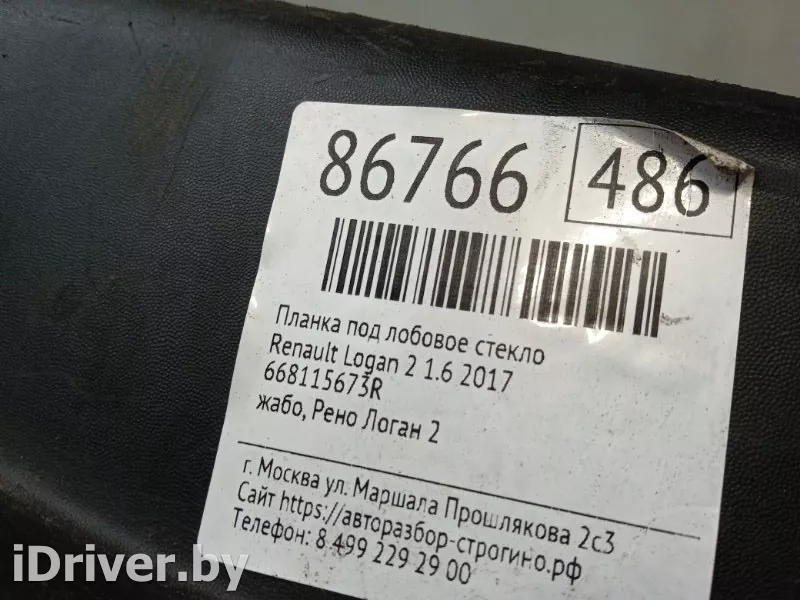 86766 486
Планка под лобовое стекло
Renault Logan 2 1.6 2017
668115673R
жабо, Рено Логан 2
г. Москва ул. Маршала Прошлякова 2с3
Сайт https://авторазбор-строгино.рф
Телефон: 8 499 229 29 00
iDriver.by